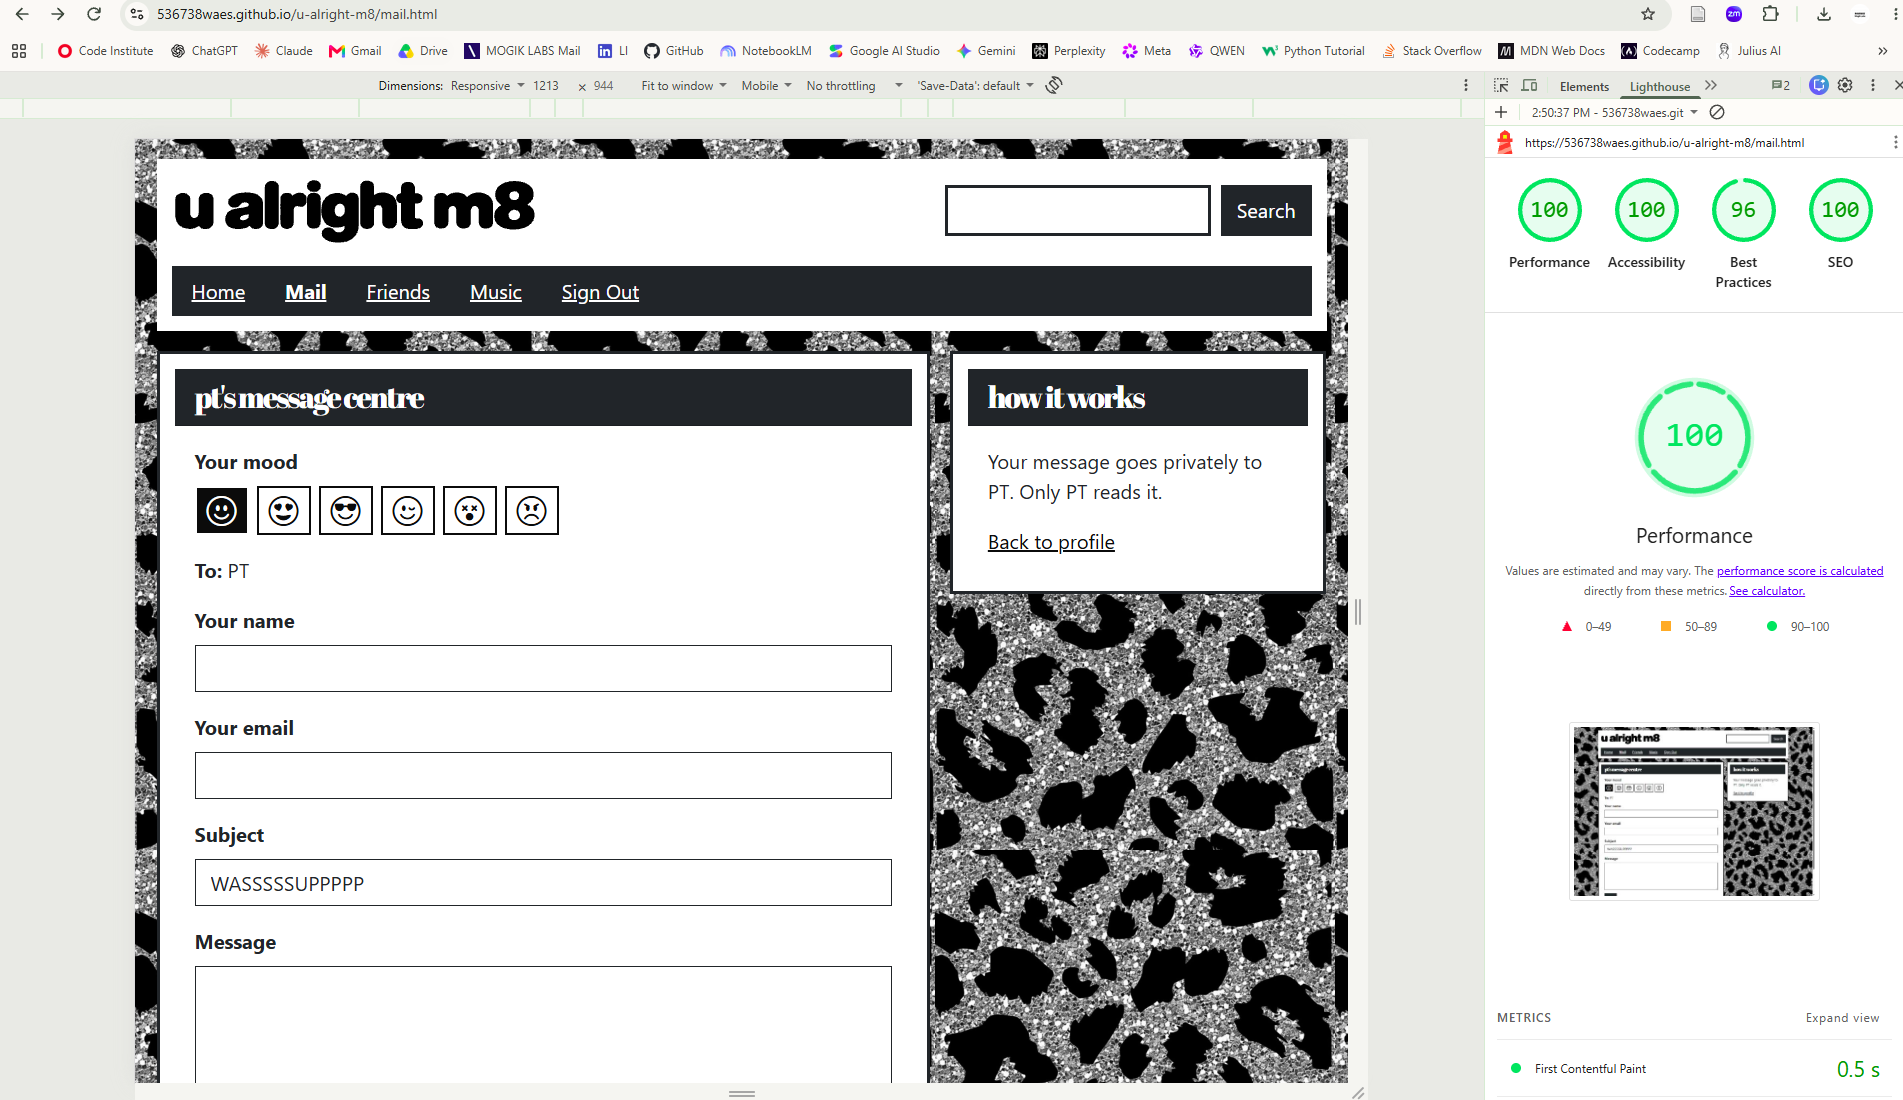 536738waes.github.io/u-alright-m8/mail.html
zm
Code Institute ChatGPT Claude Gmail Drive MOGIK LABS Mail LI GitHub NotebookLM Google AI Studio Gemini Perplexity Meta QWEN Python Tutorial Stack Overflow MDN Web Docs Codecamp Julius AI
Dimensions: Responsive 1213 × 944 Fit to window Mobile No throttling 'Save-Data': default
Elements Lighthouse 2
2:50:37 PM - 536738waes.git
https://536738waes.github.io/u-alright-m8/mail.html
u alright m8
Search
Home Mail Friends Music Sign Out
pt's message centre
Your mood
To: PT
Your name
Your email
Subject
WASSSSSUPPPPP
Message
how it works
Your message goes privately to
PT. Only PT reads it.
Back to profile
100 100 96 100
Performance Accessibility Best Practices SEO
100
Performance
Values are estimated and may vary. The performance score is calculated
directly from these metrics. See calculator.
0–49 50–89 90–100
u alright m8
METRICS Expand view
First Contentful Paint 0.5 s